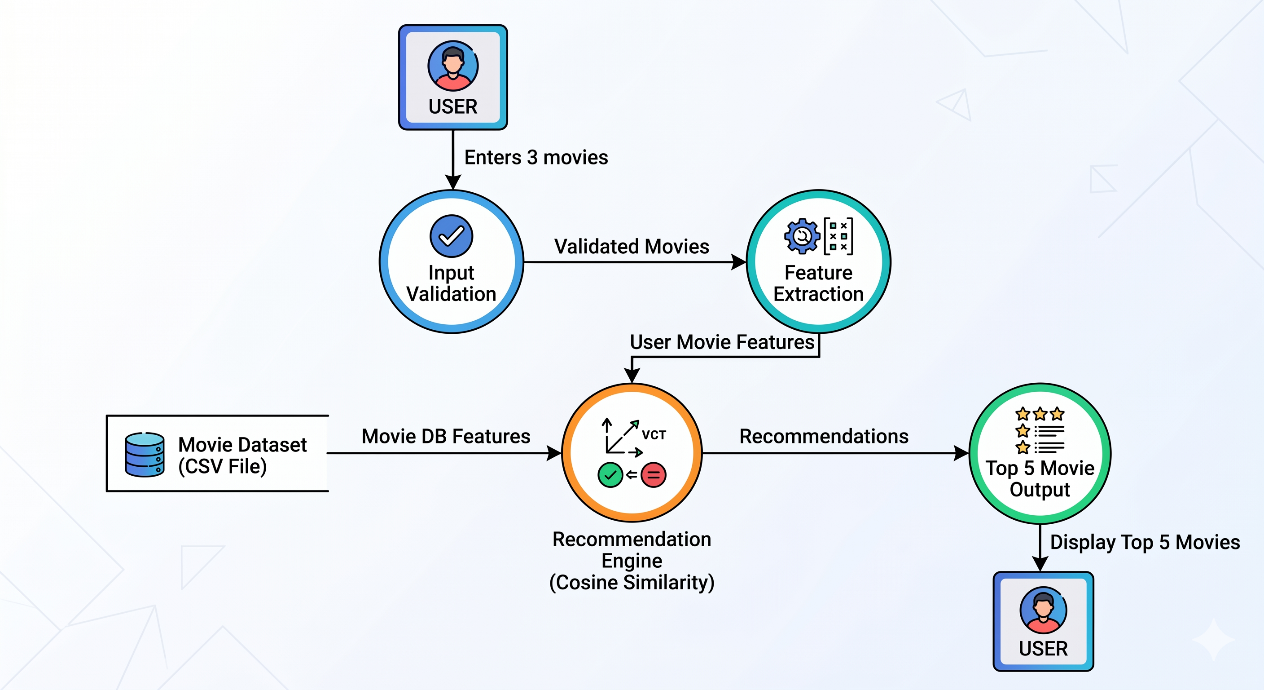 USER
Enters 3 movies
Input
Validation
Validated Movies
Feature
Extraction
User Movie Features
Movie Dataset
(CSV File)
Movie DB Features
VCT
Recommendation
Engine
(Cosine Similarity)
Recommendations
Top 5 Movie
Output
Display Top 5 Movies
USER